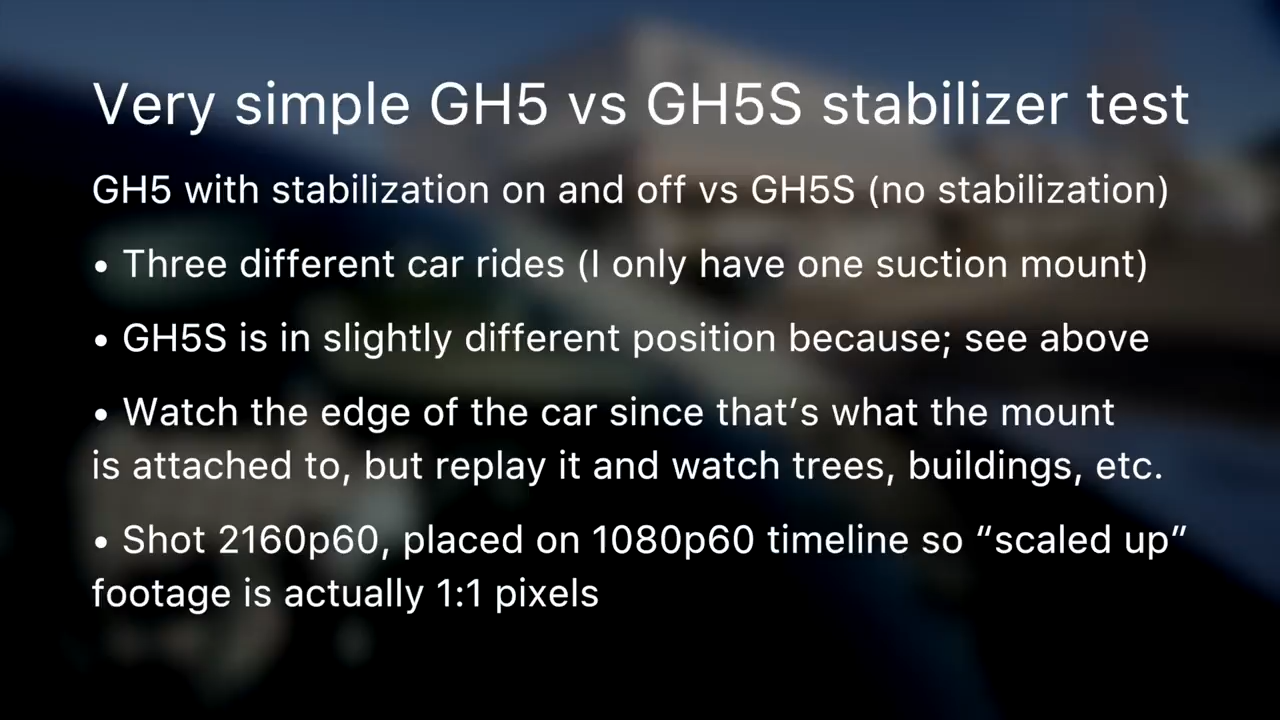 Very simple GH5 vs GH5S stabilizer test
GH5 with stabilization on and off vs GH5S (no stabilization)
• Three different car rides (I only have one suction mount)
• GH5S is in slightly different position because; see above
• Watch the edge of the car since that’s what the mount
is attached to, but replay it and watch trees, buildings, etc.
• Shot 2160p60, placed on 1080p60 timeline so “scaled up”
footage is actually 1:1 pixels